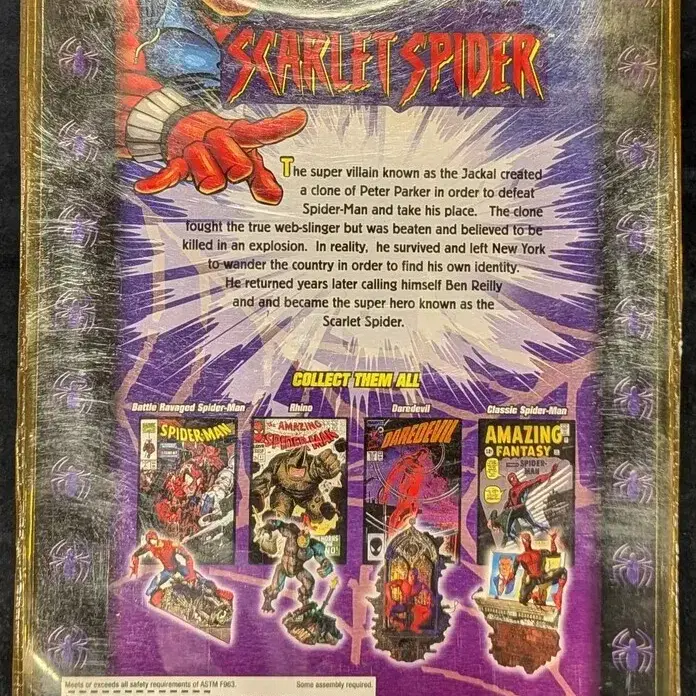 SCARLET SPIDER
The super villain known as the Jackal created
a clone of Peter Parker in order to defeat
Spider-Man and take his place. The clone
fought the true web-slinger but was beaten and believed to be
killed in an explosion. In reality, he survived and left New York
to wander the country in order to find his own identity.
He returned years later calling himself Ben Reilly
and and became the super hero known as the
Scarlet Spider.
COLLECT THEM ALL
Battle Ravaged Spider-Man Rhino Daredevil Classic Spider-Man
SPIDER-MAN
THE AMAZING
SPIDER-MAN
DAREDEVIL
AMAZING
FANTASY
SPIDER-
MAN
Meets or exceeds all safety requirements of ASTM F963. Some assembly required.